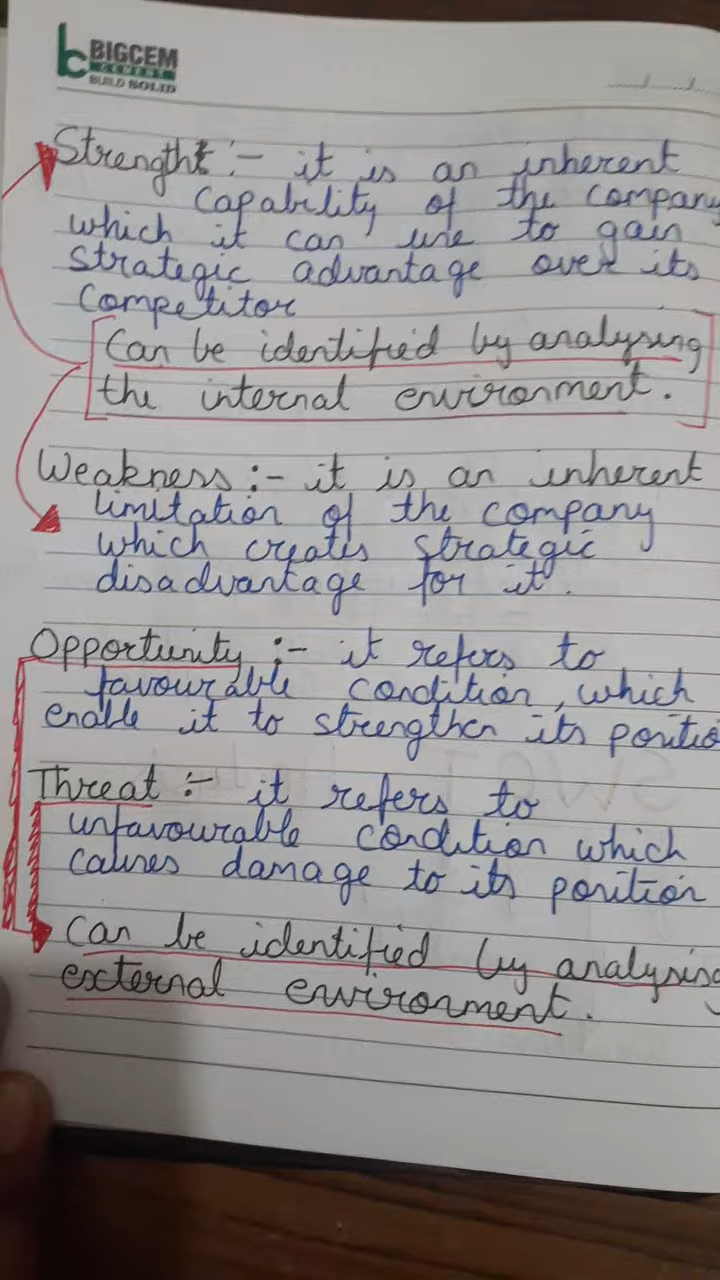 BIGCEM
CEMENT
BUILD SOLID
Strenght :- it is an inherent
capability of the company
which it can use to gain
strategic advantage over its
competitor
Can be identified by analysing
the internal environment.
Weakness :- it is an inherent
limitation of the company
which creates strategic
disadvantage for it.
Opportunity :- it refers to
favourable condition, which
enable it to strengthen its positio
Threat :- it refers to
unfavourable condition which
causes damage to its position
can be identified by analysing
external environment.